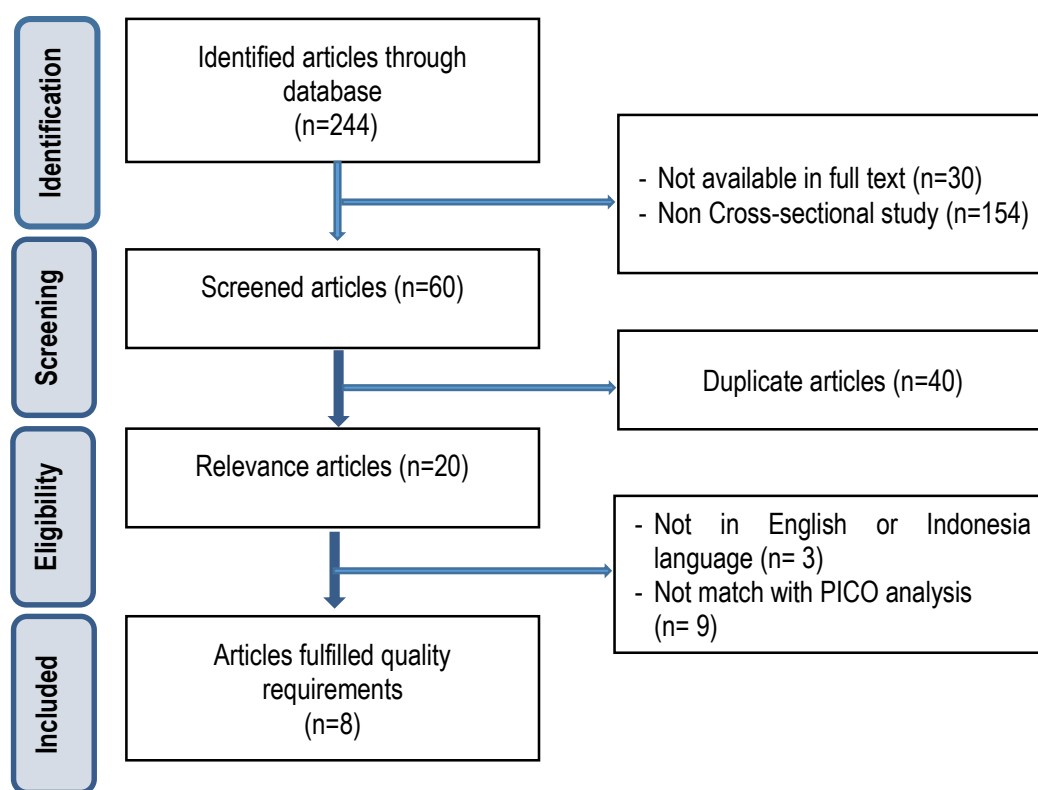 Identification
Identified articles through
database
(n=244)
- Not available in full text (n=30)
- Non Cross-sectional study (n=154)
Screening
Screened articles (n=60)
Duplicate articles (n=40)
Eligibility
Relevance articles (n=20)
- Not in English or Indonesia
language (n= 3)
- Not match with PICO analysis
(n= 9)
Included
Articles fulfilled quality
requirements
(n=8)